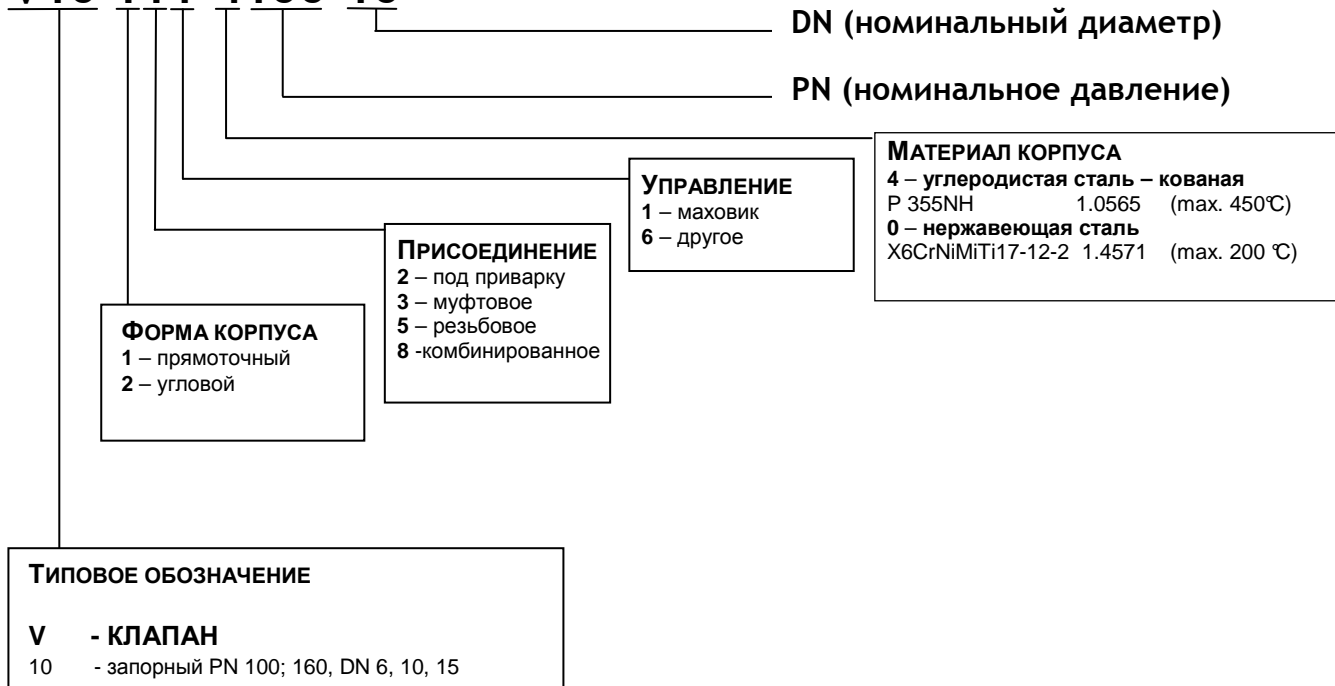 DN (номинальный диаметр)
PN (номинальное давление)
МАТЕРИАЛ КОРПУСА
4 – углеродистая сталь – кованая
P 355NH 1.0565 (max. 450℃)
0 – нержавеющая сталь
X6CrNiMiTi17-12-2 1.4571 (max. 200 ℃)
УПРАВЛЕНИЕ
1 – маховик
6 – другое
ПРИСОЕДИНЕНИЕ
2 – под приварку
3 – муфтовое
5 – резьбовое
8 -комбинированное
ФОРМА КОРПУСА
1 – прямоточный
2 – угловой
ТИПОВОЕ ОБОЗНАЧЕНИЕ
V - КЛАПАН
10 - запорный PN 100; 160, DN 6, 10, 15